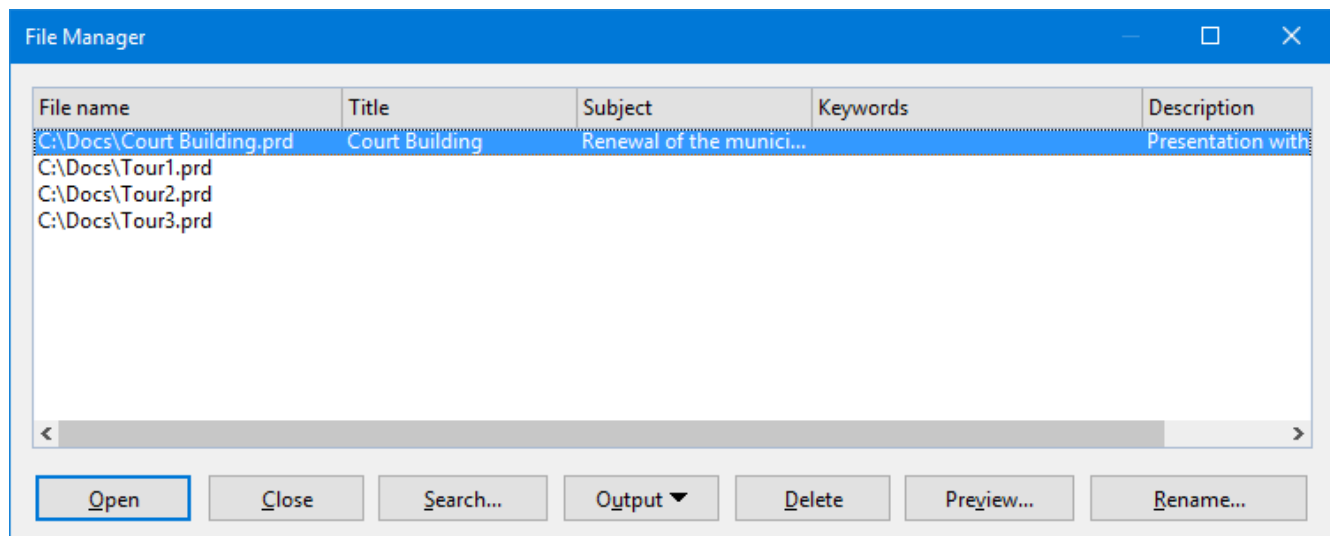 File Manager
File name Title Subject Keywords Description
C:\Docs\Court Building.prd Court Building Renewal of the munici... Presentation with
C:\Docs\Tour1.prd
C:\Docs\Tour2.prd
C:\Docs\Tour3.prd
Open Close Search... Output Delete Preview... Rename...